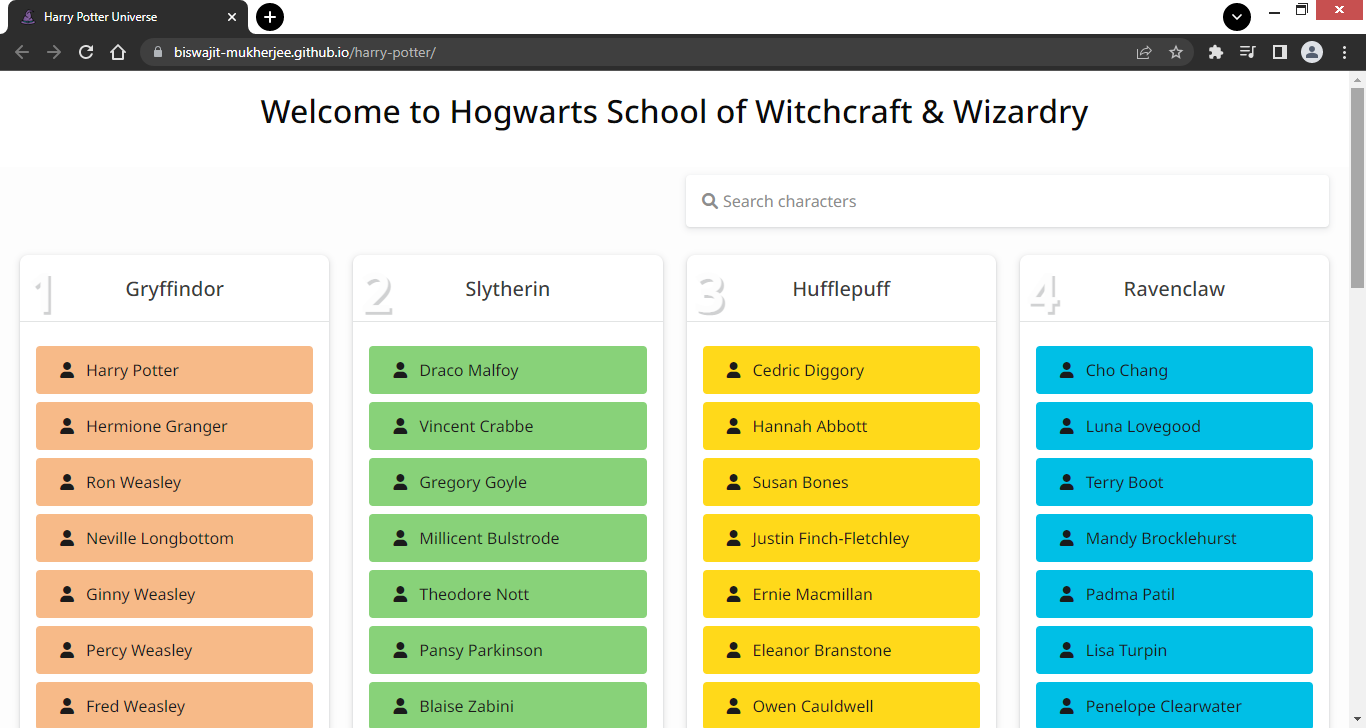 Harry Potter Universe
biswajit-mukherjee.github.io/harry-potter/
Welcome to Hogwarts School of Witchcraft & Wizardry
Search characters
1 Gryffindor
Harry Potter
Hermione Granger
Ron Weasley
Neville Longbottom
Ginny Weasley
Percy Weasley
Fred Weasley
2 Slytherin
Draco Malfoy
Vincent Crabbe
Gregory Goyle
Millicent Bulstrode
Theodore Nott
Pansy Parkinson
Blaise Zabini
3 Hufflepuff
Cedric Diggory
Hannah Abbott
Susan Bones
Justin Finch-Fletchley
Ernie Macmillan
Eleanor Branstone
Owen Cauldwell
4 Ravenclaw
Cho Chang
Luna Lovegood
Terry Boot
Mandy Brocklehurst
Padma Patil
Lisa Turpin
Penelope Clearwater